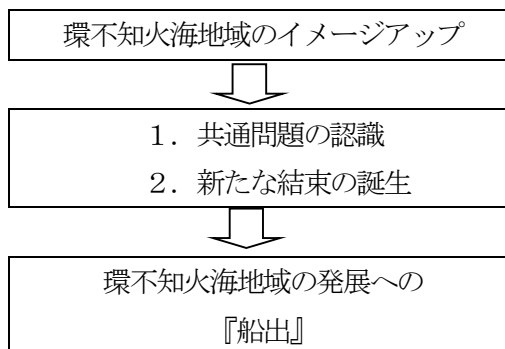 環不知火海地域のイメージアップ
１．共通問題の認識
２．新たな結束の誕生
環不知火海地域の発展への
『船出』